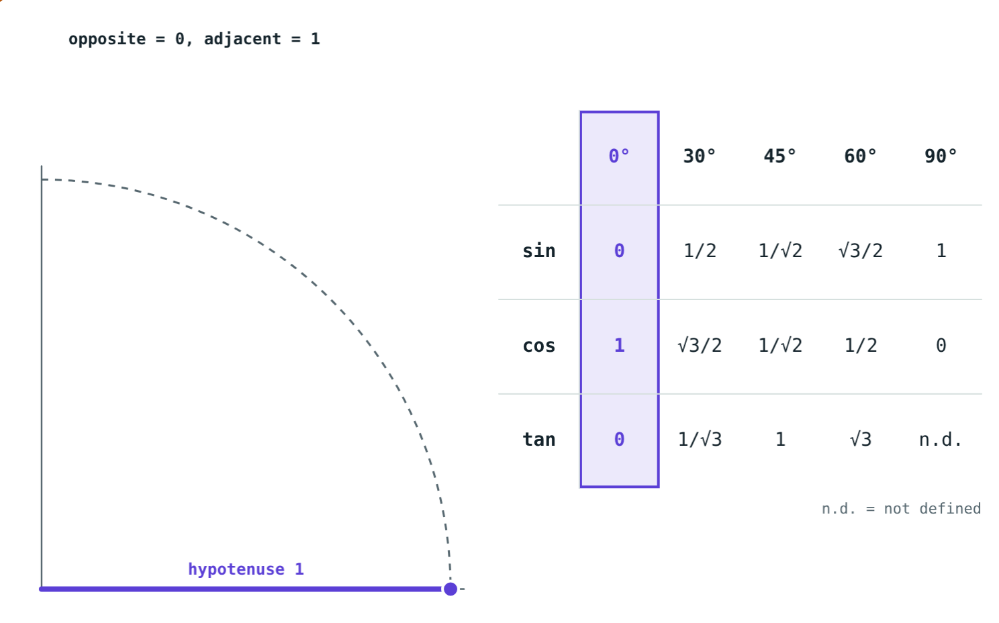 opposite = 0, adjacent = 1
0° 30° 45° 60° 90°
sin 0 1/2 1/√2 √3/2 1
cos 1 √3/2 1/√2 1/2 0
tan 0 1/√3 1 √3 n.d.
n.d. = not defined
hypotenuse 1